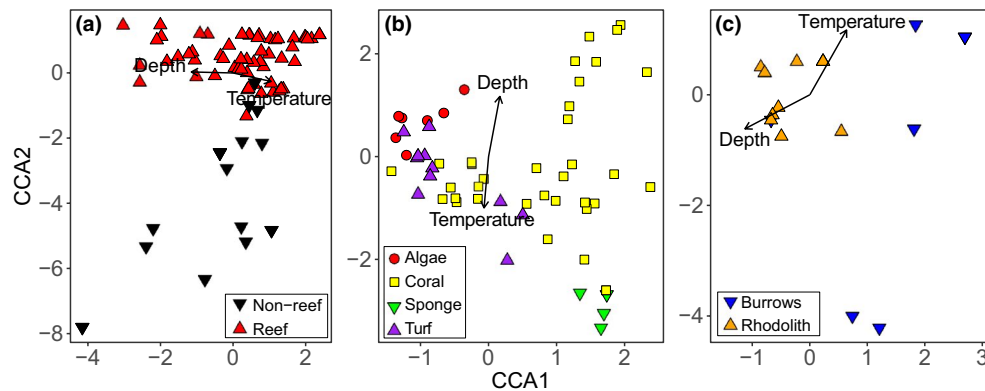 (a)
Depth
Temperature
Non-reef
Reef
0
−2
−4
−6
−8
−4
−2
0
2
CCA2
(b)
Depth
Temperature
Algae
Coral
Sponge
Turf
2
0
−2
−1
0
1
2
CCA1
(c)
Temperature
Depth
Burrows
Rhodolith
0
−2
−4
−1
0
1
2
3